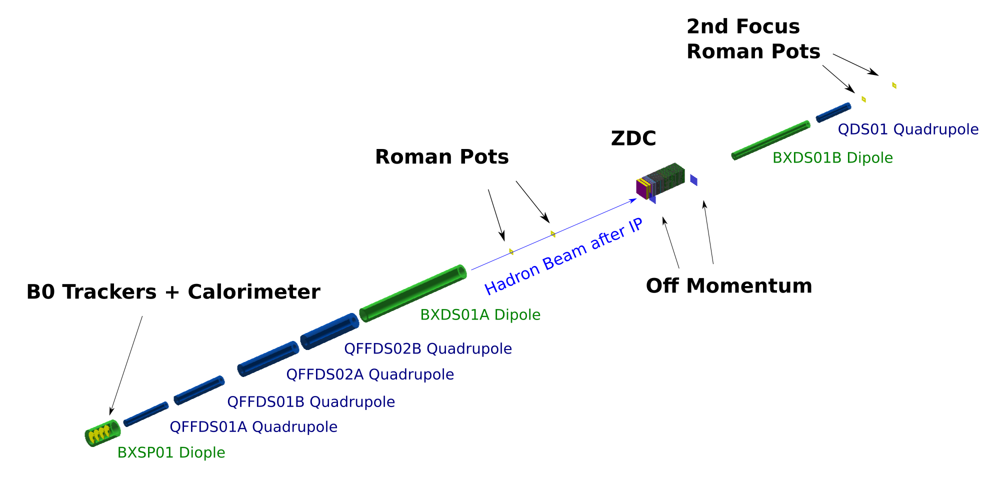 2nd Focus
Roman Pots
QDS01 Quadrupole
ZDC
BXDS01B Dipole
Roman Pots
Hadron Beam after IP
Off Momentum
B0 Trackers + Calorimeter
BXDS01A Dipole
QFFDS02B Quadrupole
QFFDS02A Quadrupole
QFFDS01B Quadrupole
QFFDS01A Quadrupole
BXSP01 Diople